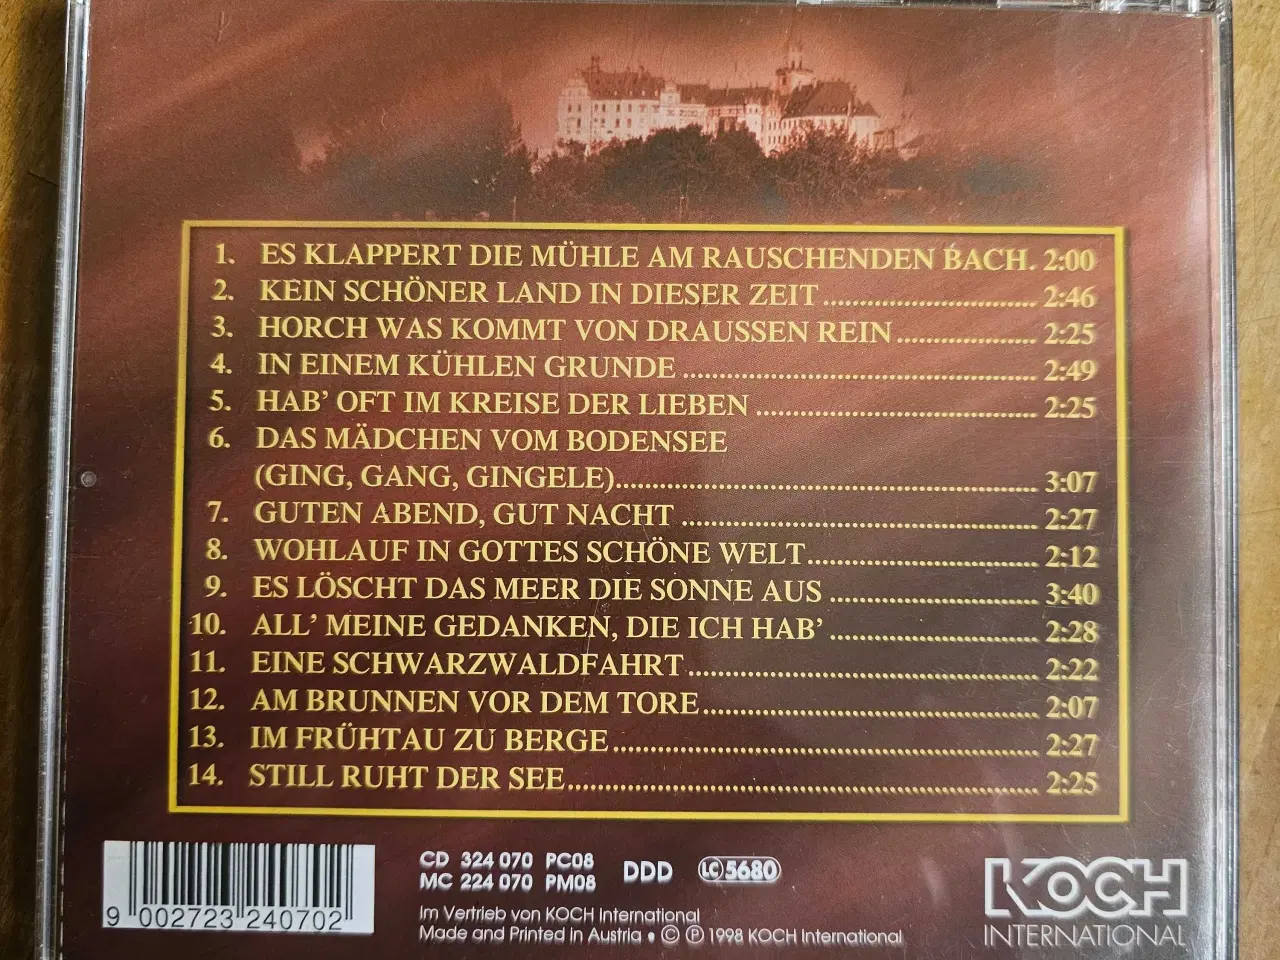 1. ES KLAPPERT DIE MÜHLE AM RAUSCHENDEN BACH. 2:00
2. KEIN SCHÖNER LAND IN DIESER ZEIT 2:46
3. HORCH WAS KOMMT VON DRAUSSEN REIN 2:25
4. IN EINEM KÜHLEN GRUNDE 2:49
5. HAB' OFT IM KREISE DER LIEBEN 2:25
6. DAS MÄDCHEN VOM BODENSEE
(GING, GANG, GINGELE) 3:07
7. GUTEN ABEND, GUT NACHT 2:27
8. WOHLAUF IN GOTTES SCHÖNE WELT 2:12
9. ES LÖSCHT DAS MEER DIE SONNE AUS 3:40
10. ALL' MEINE GEDANKEN, DIE ICH HAB' 2:28
11. EINE SCHWARZWALDFAHRT 2:22
12. AM BRUNNEN VOR DEM TORE 2:07
13. IM FRÜHTAU ZU BERGE 2:27
14. STILL RUHT DER SEE 2:25
9 002723 240702
CD 324 070 PC08
MC 224 070 PM08
DDD
LC 5680
Im Vertrieb von KOCH International
Made and Printed in Austria • © ℗ 1998 KOCH International
KOCH
INTERNATIONAL